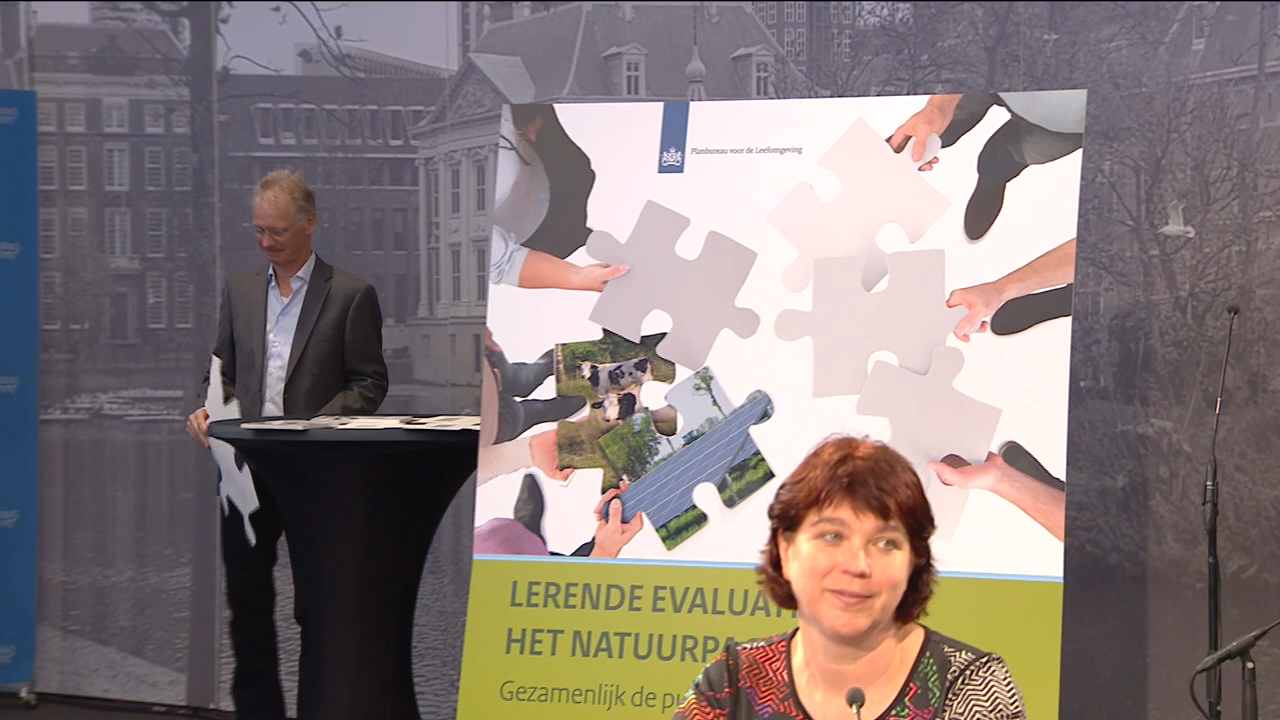 Planbureau voor de Leefomgeving
LERENDE EVALUAT
HET NATUURPA
Gezamenlijk de pu